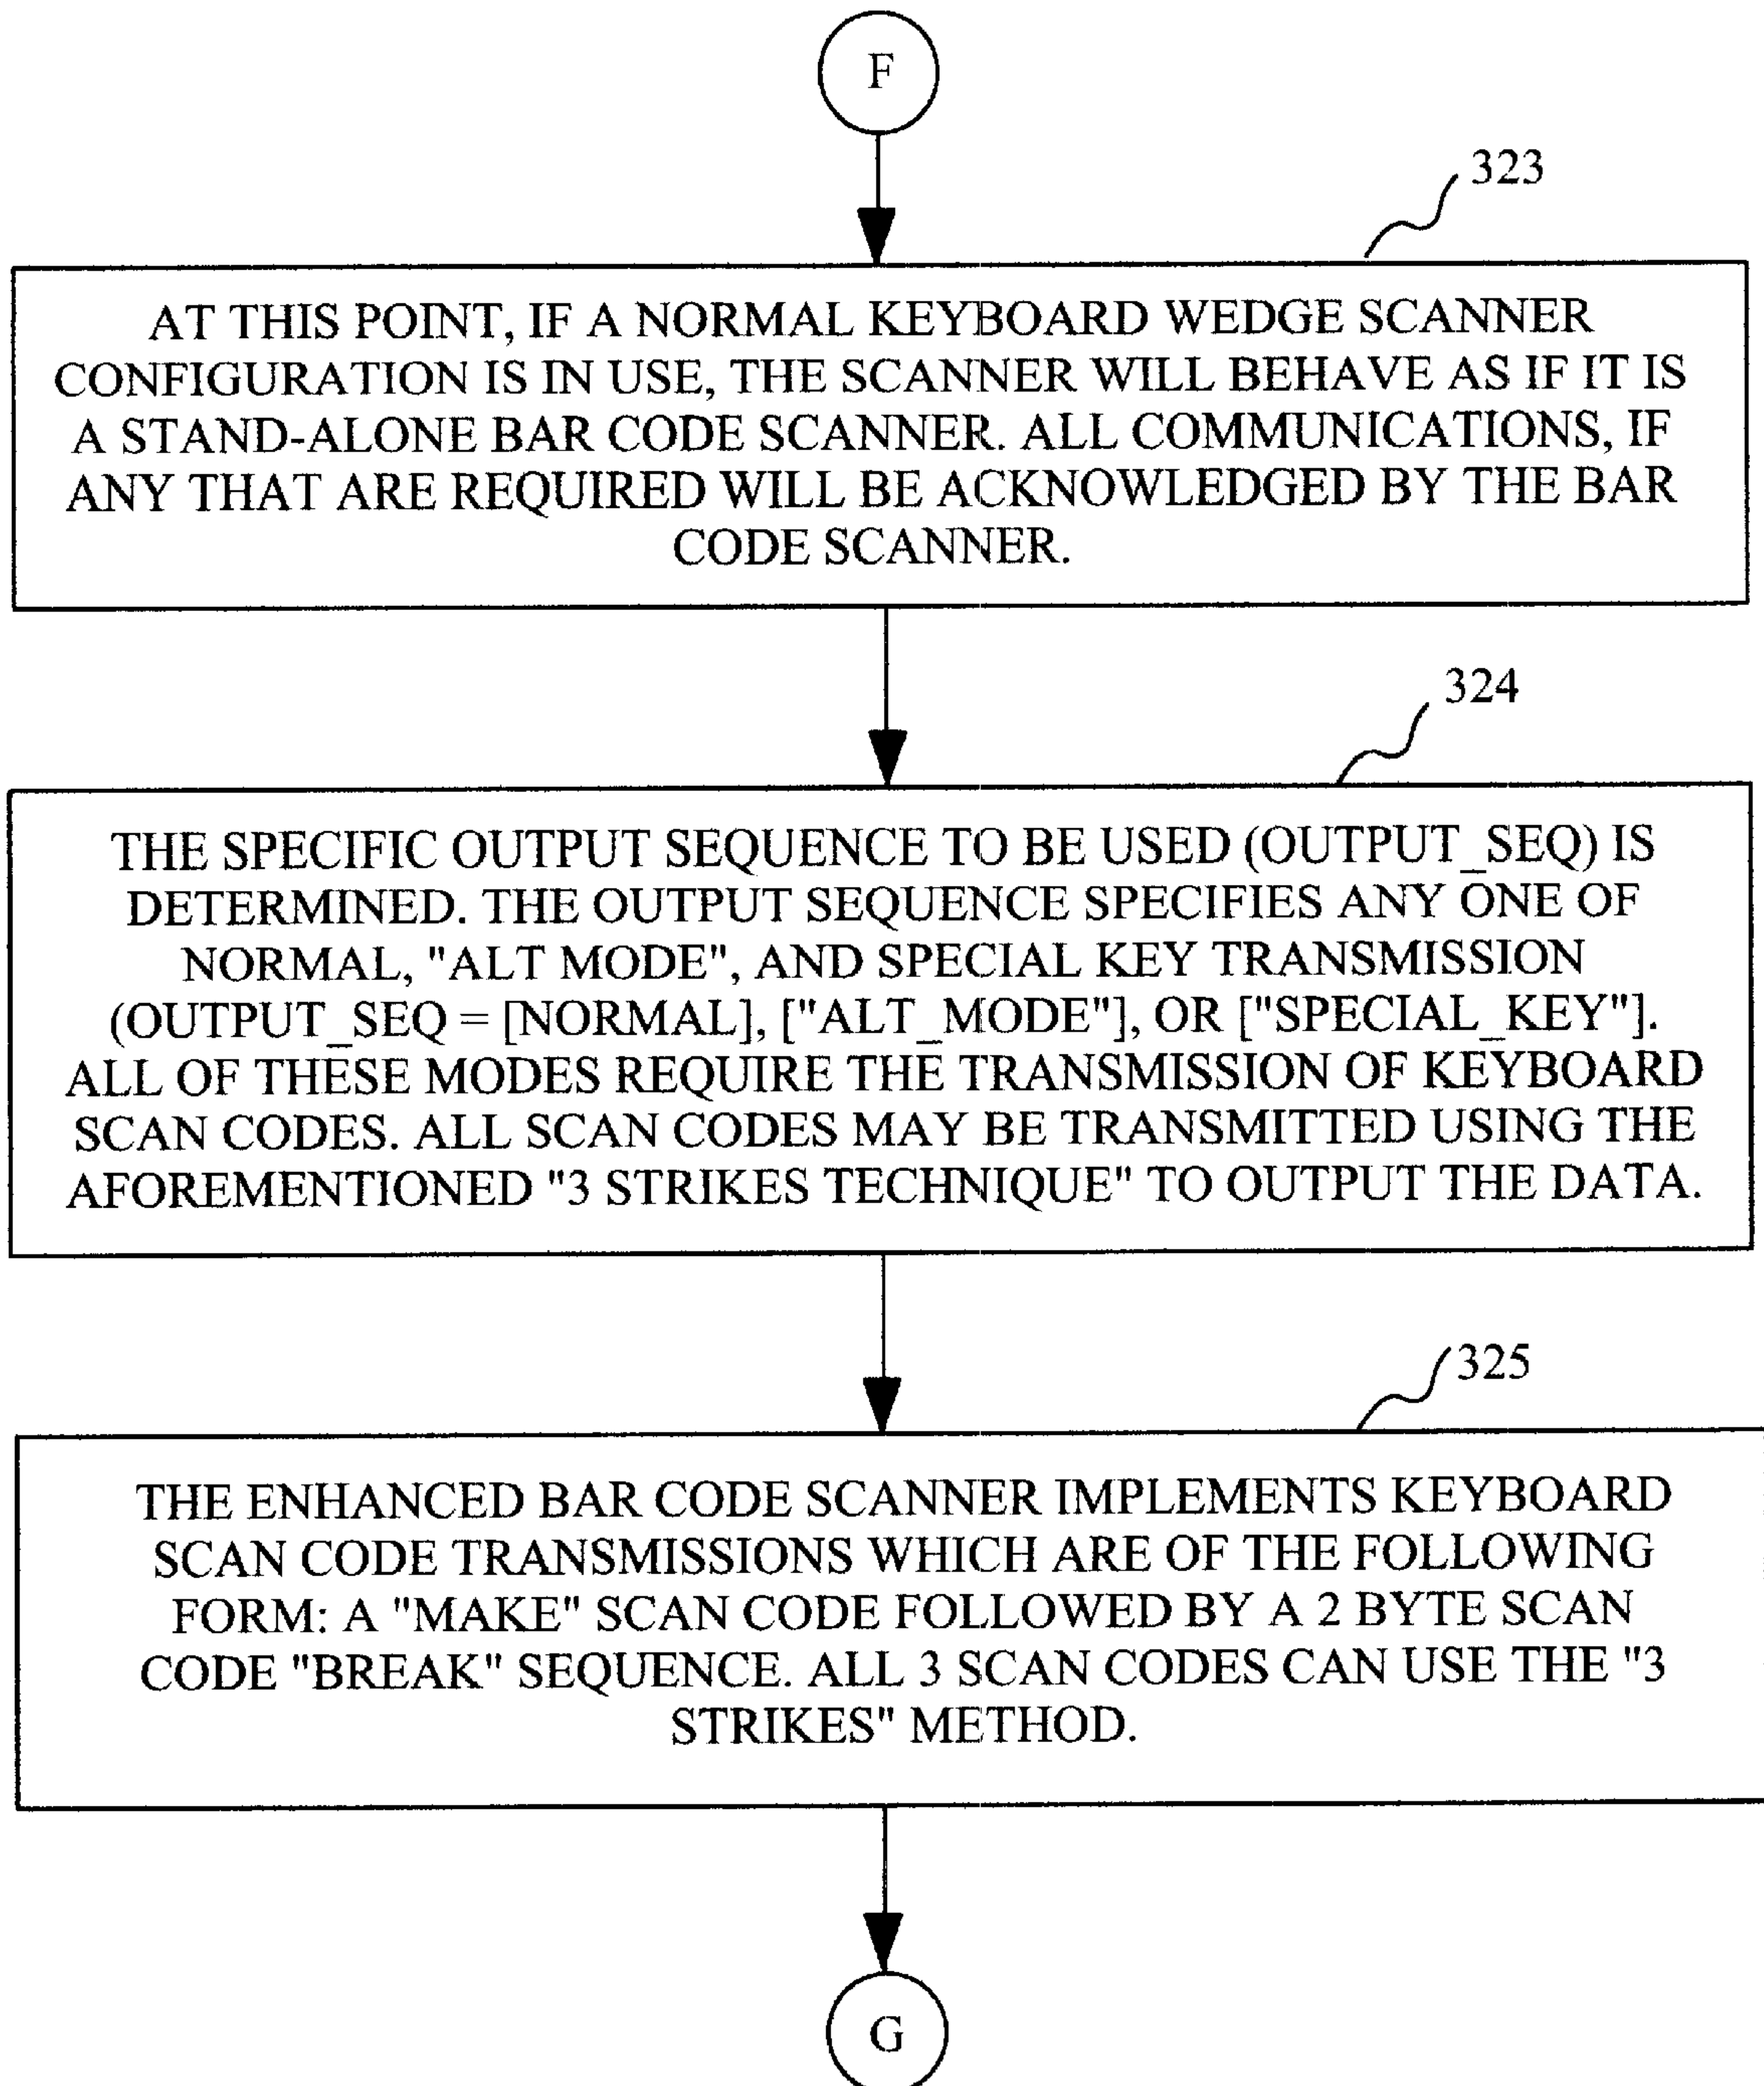 F
323
AT THIS POINT, IF A NORMAL KEYBOARD WEDGE SCANNER
CONFIGURATION IS IN USE, THE SCANNER WILL BEHAVE AS IF IT IS
A STAND-ALONE BAR CODE SCANNER. ALL COMMUNICATIONS, IF
ANY THAT ARE REQUIRED WILL BE ACKNOWLEDGED BY THE BAR
CODE SCANNER.
324
THE SPECIFIC OUTPUT SEQUENCE TO BE USED (OUTPUT_SEQ) IS
DETERMINED. THE OUTPUT SEQUENCE SPECIFIES ANY ONE OF
NORMAL, "ALT MODE", AND SPECIAL KEY TRANSMISSION
(OUTPUT_SEQ = [NORMAL], ["ALT_MODE"], OR ["SPECIAL_KEY"].
ALL OF THESE MODES REQUIRE THE TRANSMISSION OF KEYBOARD
SCAN CODES. ALL SCAN CODES MAY BE TRANSMITTED USING THE
AFOREMENTIONED "3 STRIKES TECHNIQUE" TO OUTPUT THE DATA.
325
THE ENHANCED BAR CODE SCANNER IMPLEMENTS KEYBOARD
SCAN CODE TRANSMISSIONS WHICH ARE OF THE FOLLOWING
FORM: A "MAKE" SCAN CODE FOLLOWED BY A 2 BYTE SCAN
CODE "BREAK" SEQUENCE. ALL 3 SCAN CODES CAN USE THE "3
STRIKES" METHOD.
G